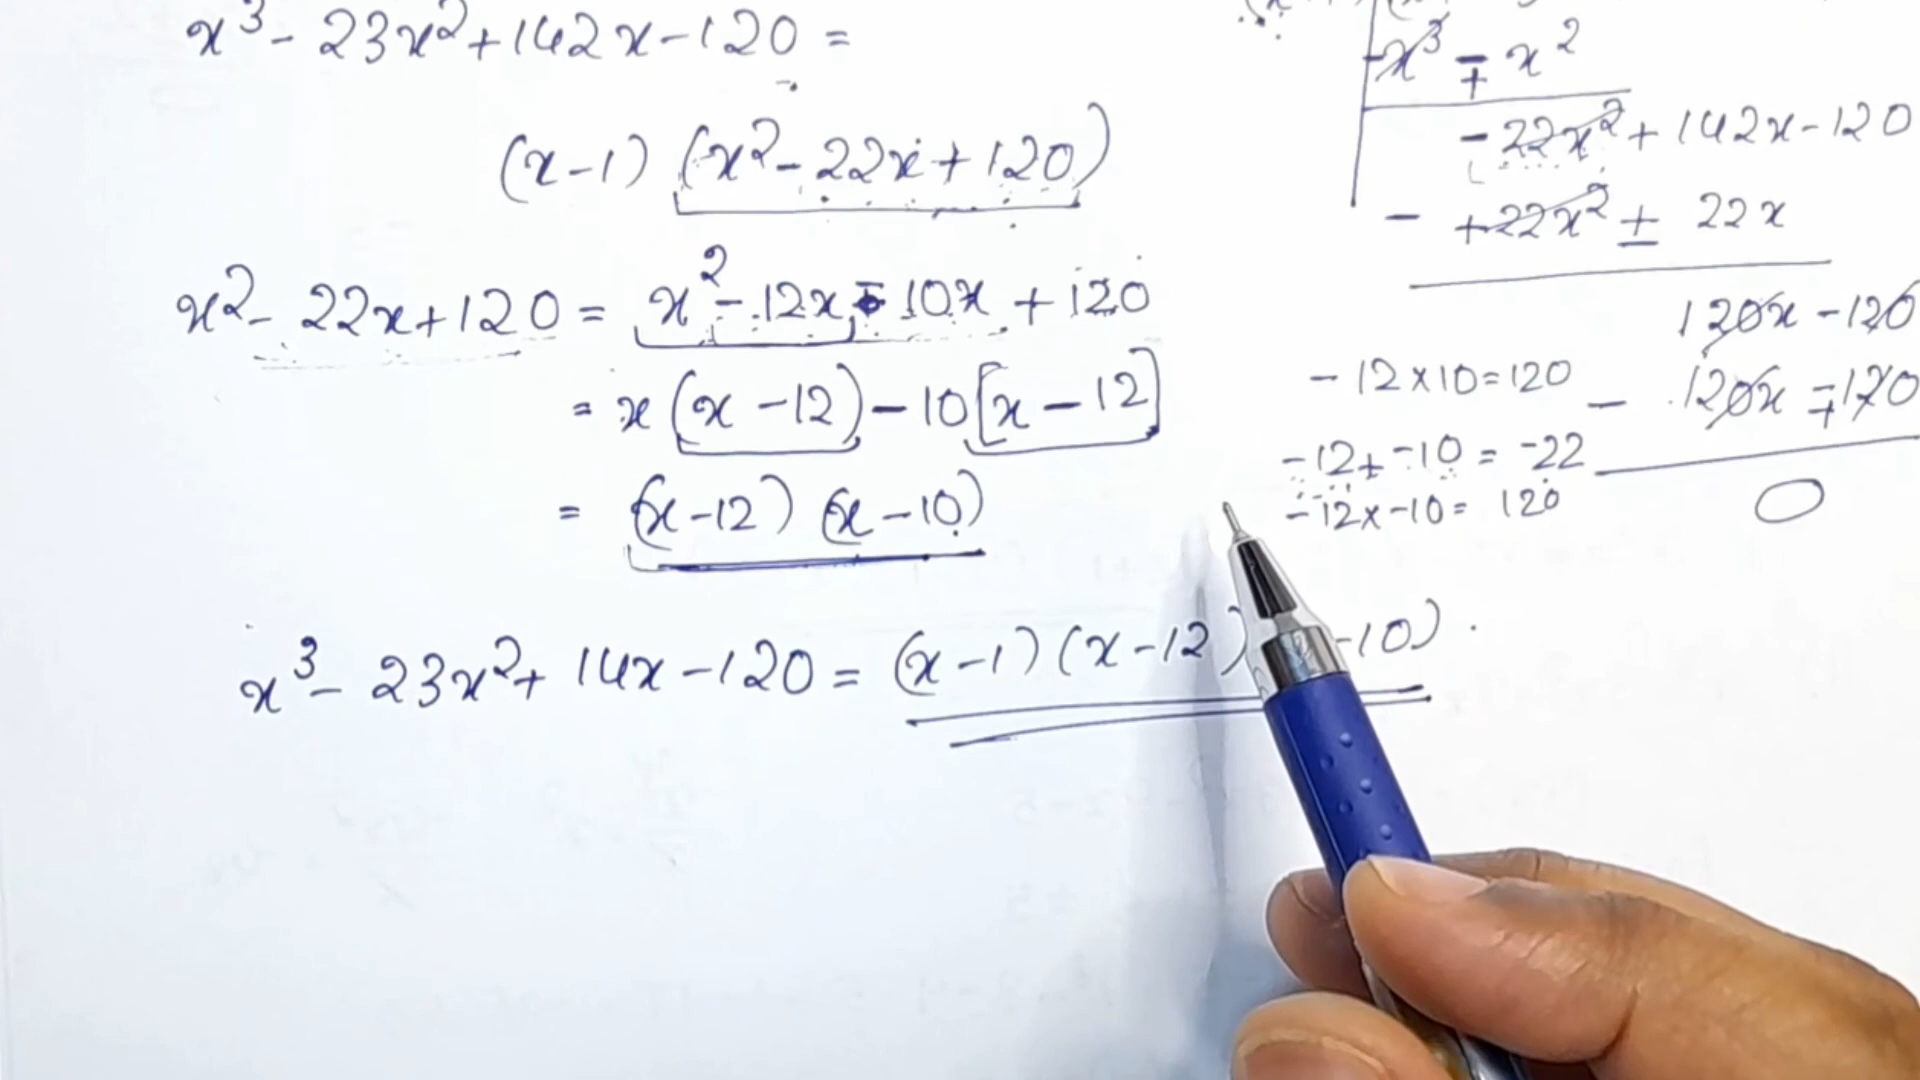 x³ - 23x² + 142x - 120 =
(x-1) (x² - 22x + 120)
x² - 22x + 120 = x² - 12x - 10x + 120
= x (x - 12) - 10 [x - 12]
= (x - 12) (x - 10)
x³ - 23x² + 14x - 120 = (x - 1) (x - 12) - 10) .
x³ ∓ x²
- 22x² + 142x - 120
- +22x² ± 22x
120x - 120
- 120x ∓ 120
0
- 12 x 10 = 120
-12 + -10 = -22
-12 x -10 = 120